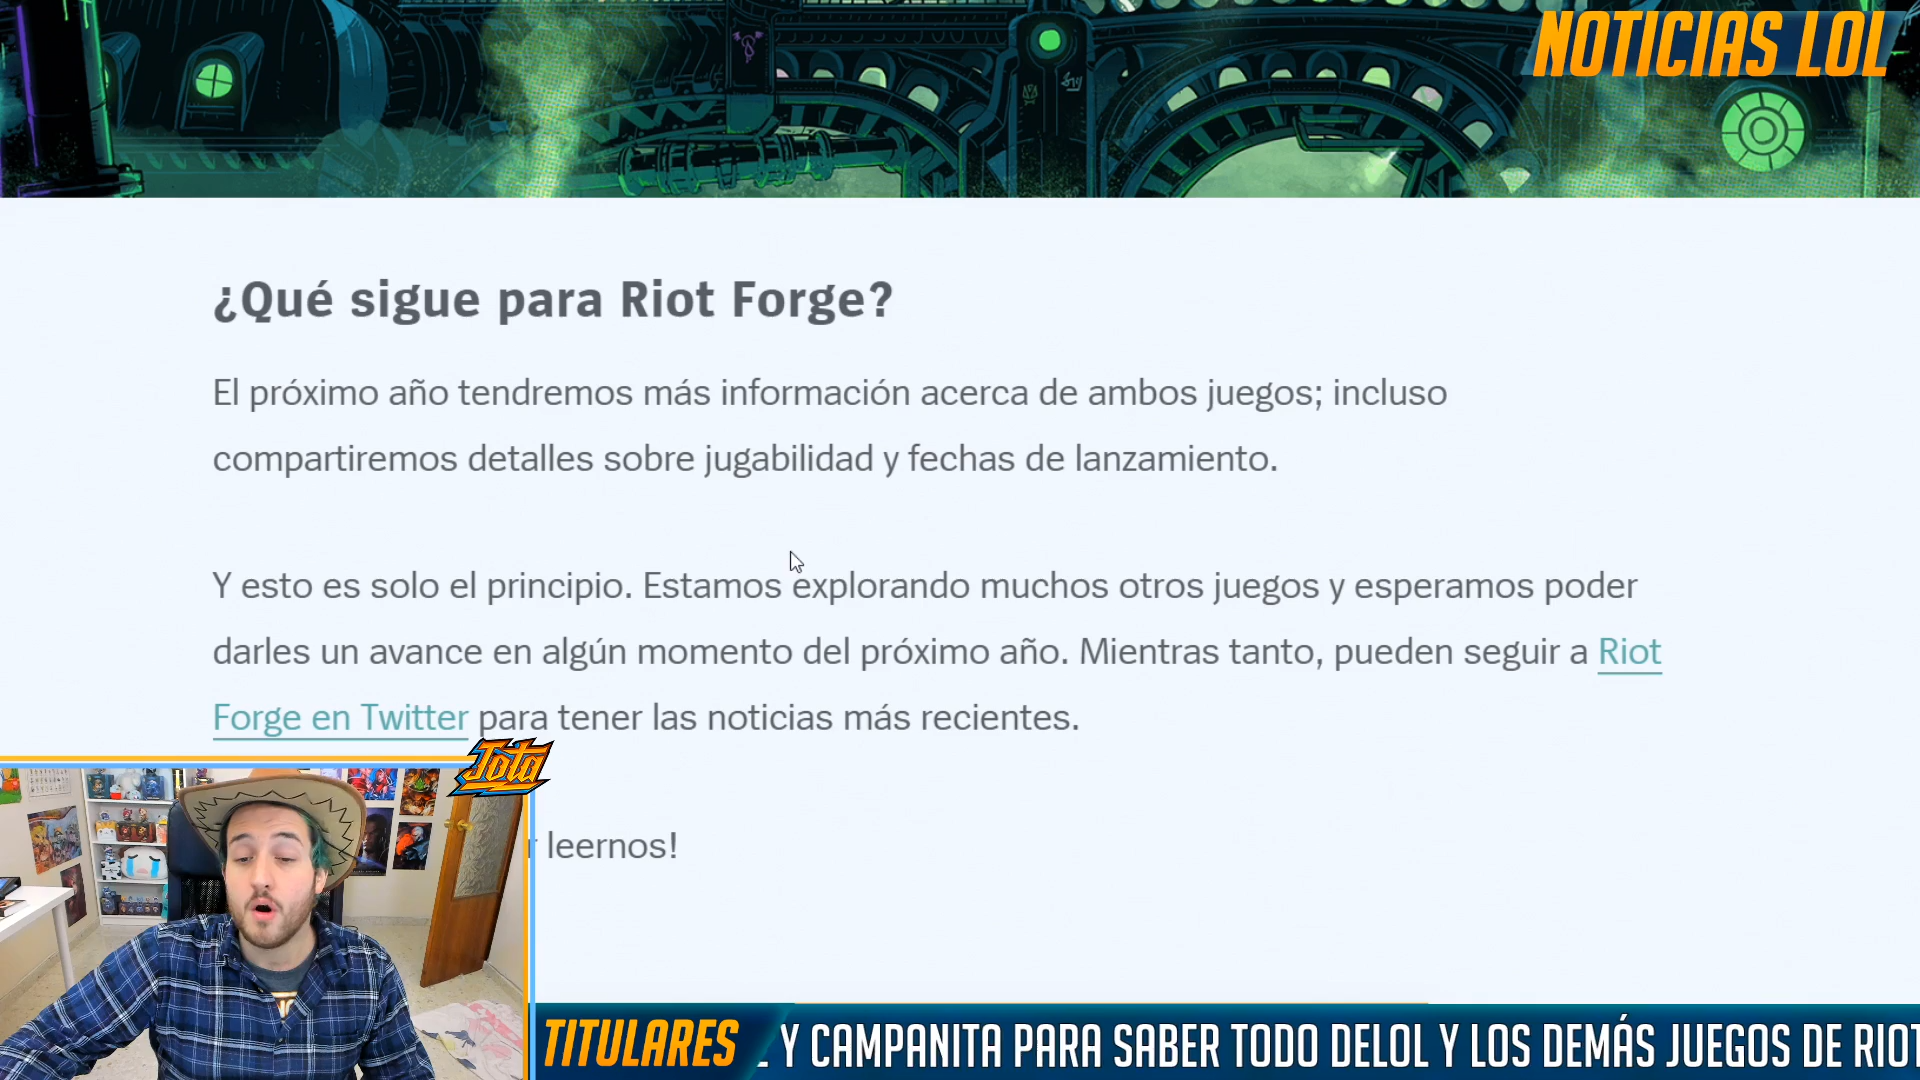 NOTICIAS LOL
¿Qué sigue para Riot Forge?
El próximo año tendremos más información acerca de ambos juegos; incluso
compartiremos detalles sobre jugabilidad y fechas de lanzamiento.
Y esto es solo el principio. Estamos explorando muchos otros juegos y esperamos poder
darles un avance en algún momento del próximo año. Mientras tanto, pueden seguir a Riot
Forge en Twitter para tener las noticias más recientes.
Jota
leernos!
TITULARES
Y CAMPANITA PARA SABER TODO DELOL Y LOS DEMÁS JUEGOS DE RIOT